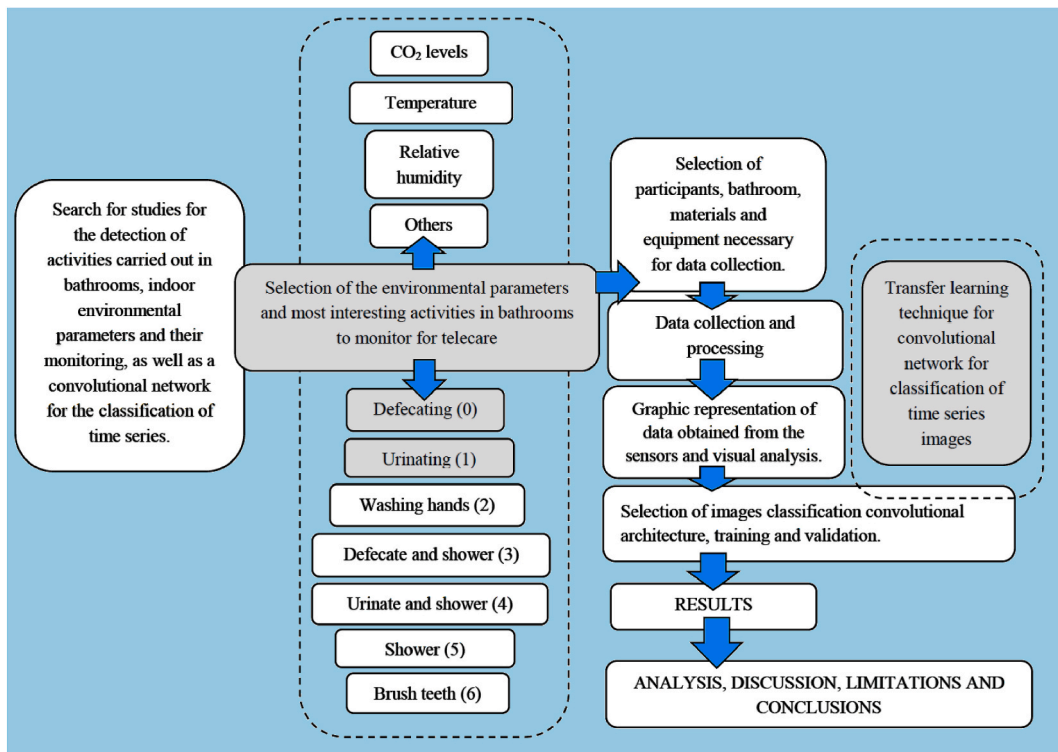 Search for studies for
the detection of
activities carried out in
bathrooms, indoor
environmental
parameters and their
monitoring, as well as a
convolutional network
for the classification of
time series.
CO₂ levels
Temperature
Relative
humidity
Others
Selection of the environmental parameters
and most interesting activities in bathrooms
to monitor for telecare
Defecating (0)
Urinating (1)
Washing hands (2)
Defecate and shower (3)
Urinate and shower (4)
Shower (5)
Brush teeth (6)
Selection of
participants, bathroom,
materials and
equipment necessary
for data collection.
Data collection and
processing
Graphic representation of
data obtained from the
sensors and visual analysis.
Selection of images classification convolutional
architecture, training and validation.
RESULTS
ANALYSIS, DISCUSSION, LIMITATIONS AND
CONCLUSIONS
Transfer learning
technique for
convolutional
network for
classification of
time series
images